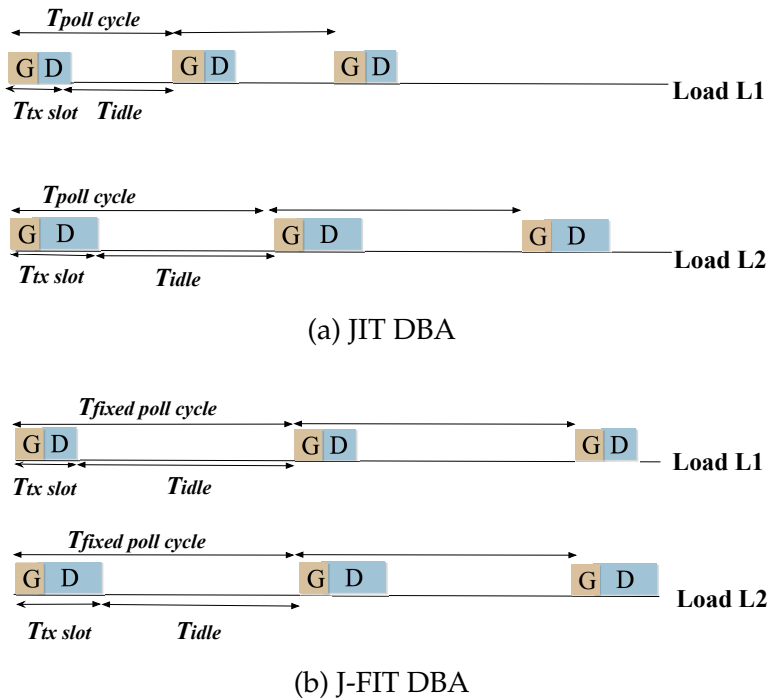 Tpoll cycle
G D G D G D
Load L1
Ttx slot Tidle
Tpoll cycle
G D G D G D
Load L2
Ttx slot Tidle
(a) JIT DBA
Tfixed poll cycle
G D G D G D
Load L1
Ttx slot Tidle
Tfixed poll cycle
G D G D G D
Load L2
Ttx slot Tidle
(b) J-FIT DBA